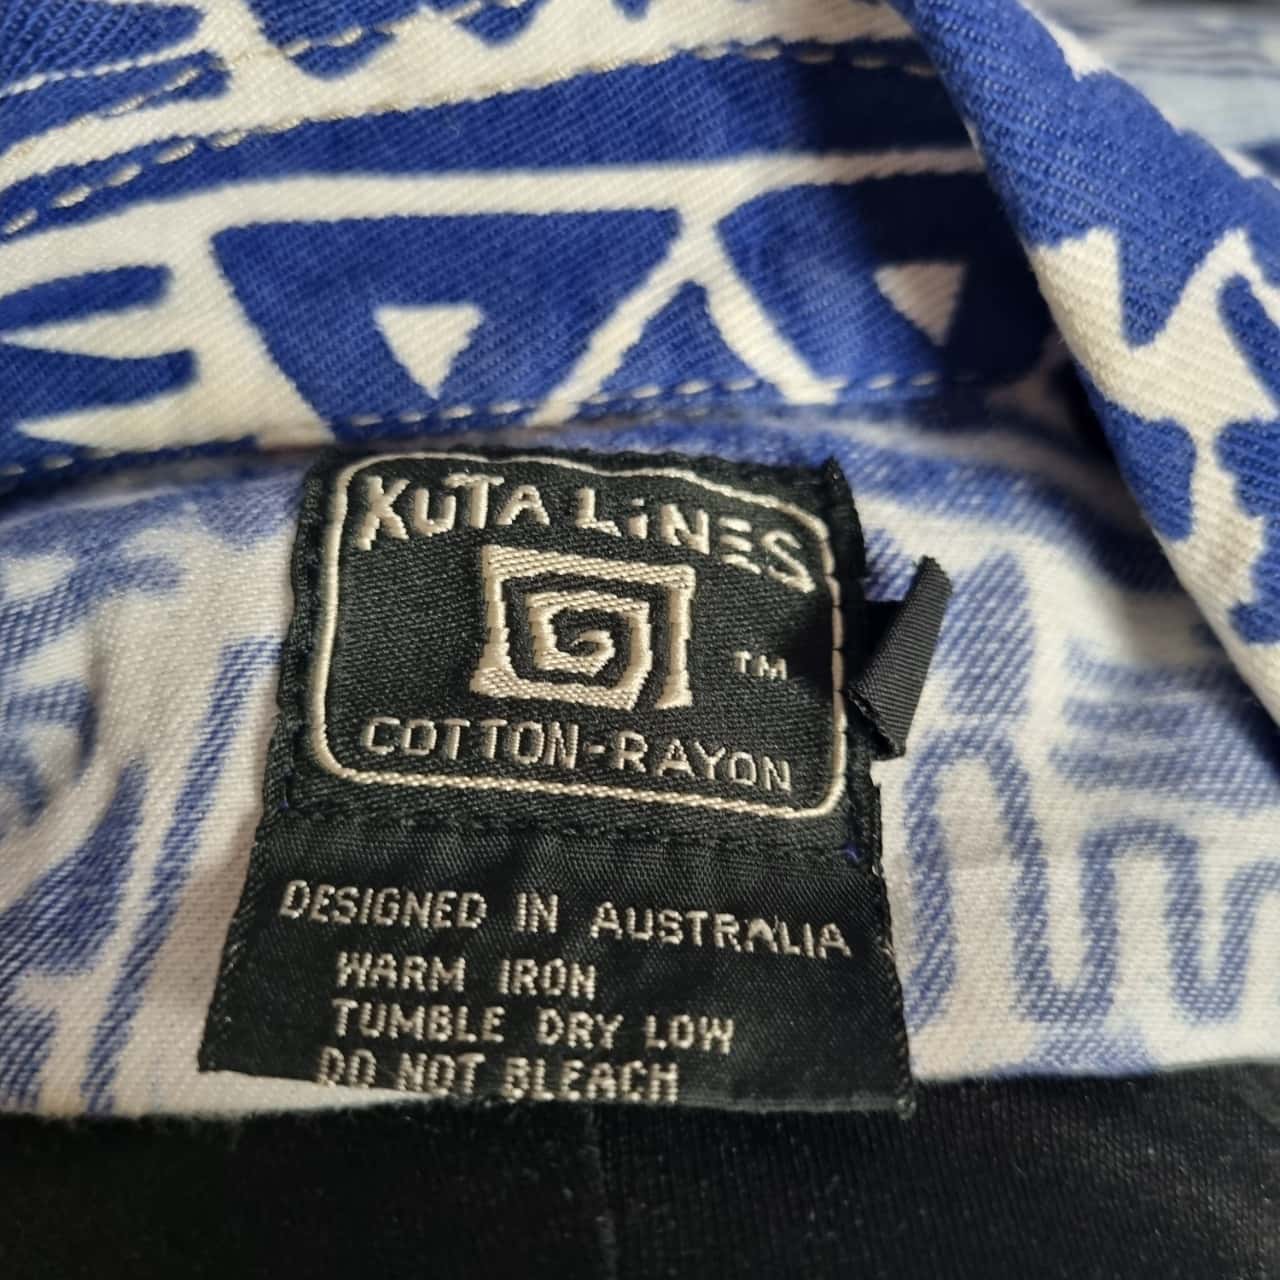 KUTA LiNES
TM
COTTON-RAYON
DESIGNED IN AUSTRALIA
WARM IRON
TUMBLE DRY LOW
DO NOT BLEACH